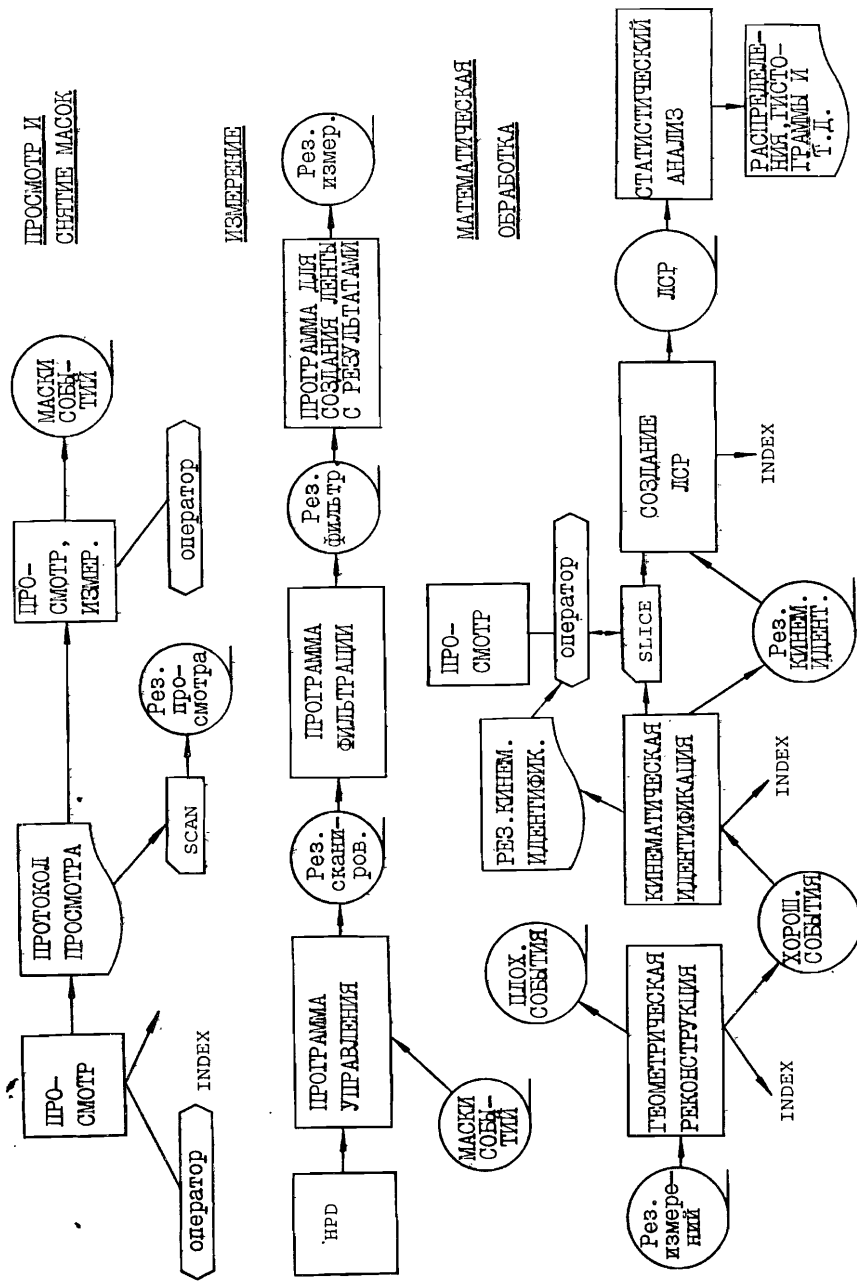 ПРОСМОТР И
СНЯТИЕ МАСОК
ПРО-
СМОТР
оператор
INDEX
ПРОТОКОЛ
ПРОСМОТРА
SCAN
Рез.
про-
смотра
ПРО-
СМОТР,
ИЗМЕР.
оператор
МАСКИ
СОБЫ-
ТИЙ
ИЗМЕРЕНИЕ
HPD
ПРОГРАММА
УПРАВЛЕНИЯ
МАСКИ
СОБЫ-
ТИЙ
Рез.
скани-
ров.
ПРОГРАММА
ФИЛЬТРАЦИИ
Рез.
фильтр.
ПРОГРАММА ДЛЯ
СОЗДАНИЯ ЛЕНТЫ
С РЕЗУЛЬТАТАМИ
Рез.
измер.
МАТЕМАТИЧЕСКАЯ
ОБРАБОТКА
Рез.
измере-
ний
ГЕОМЕТРИЧЕСКАЯ
РЕКОНСТРУКЦИЯ
INDEX
ПЛОХ.
СОБЫТИЯ
ХОРОШ.
СОБЫТИЯ
КИНЕМАТИЧЕСКАЯ
ИДЕНТИФИКАЦИЯ
INDEX
РЕЗ.КИНЕМ.
ИДЕНТИФИК.
ПРО-
СМОТР
оператор
SLICE
Рез.
КИНЕМ.
ИДЕНТ.
СОЗДАНИЕ
ЛСР
INDEX
ЛСР
СТАТИСТИЧЕСКИЙ
АНАЛИЗ
РАСПРЕДЕЛЕ-
НИЯ,ГИСТО-
ГРАММЫ И
Т.Д.